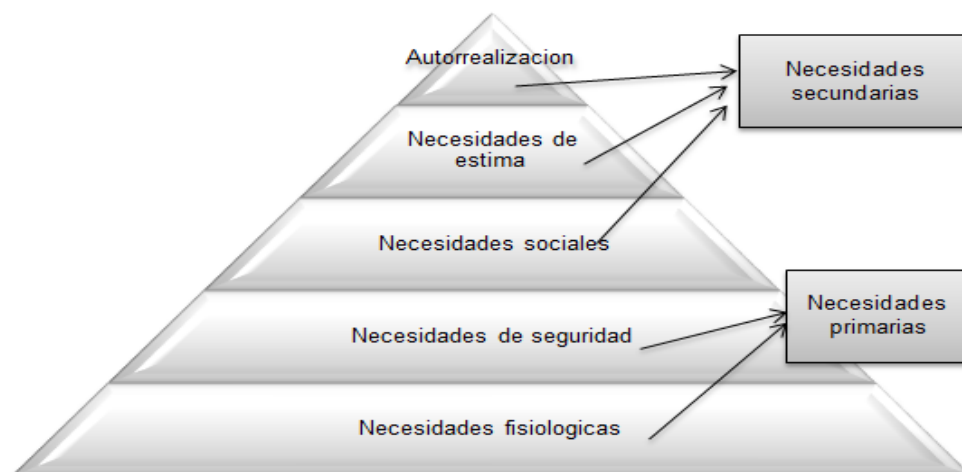 Autorrealizacion
Necesidades
secundarias
Necesidades de
estima
Necesidades sociales
Necesidades
primarias
Necesidades de seguridad
Necesidades fisiologicas